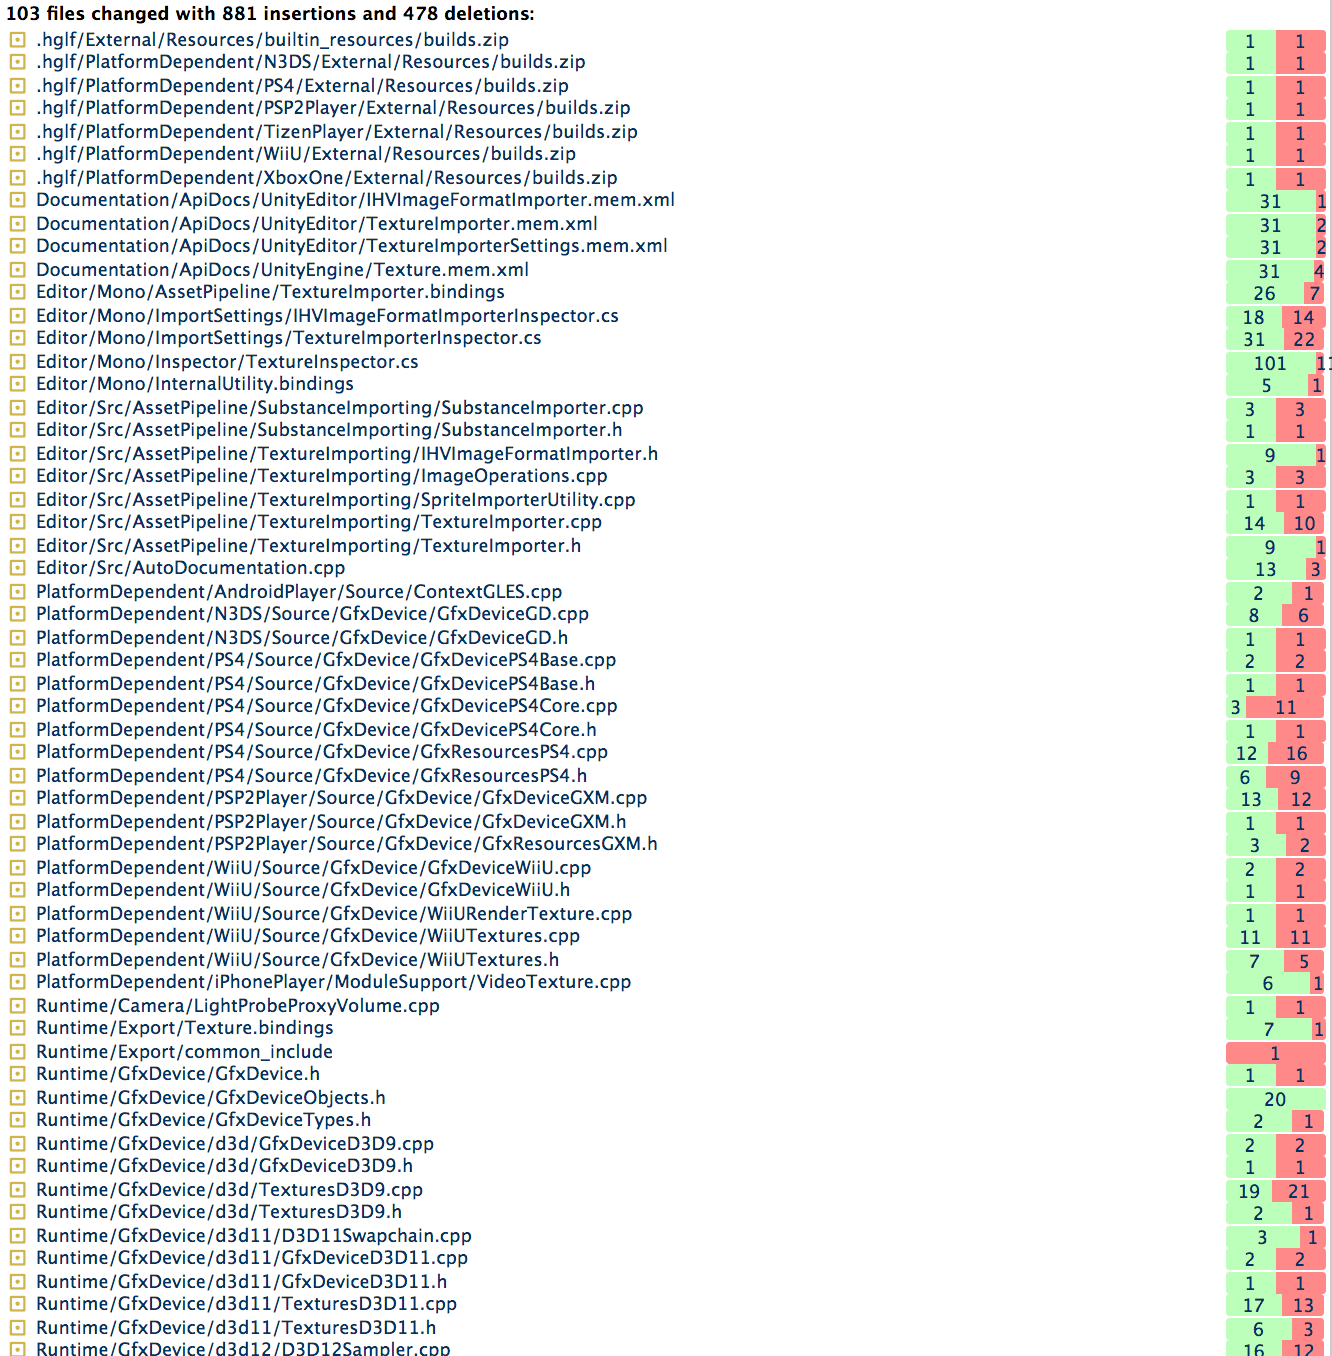 103 files changed with 881 insertions and 478 deletions:
.hglf/External/Resources/builtin_resources/builds.zip 1 1
.hglf/PlatformDependent/N3DS/External/Resources/builds.zip 1 1
.hglf/PlatformDependent/PS4/External/Resources/builds.zip 1 1
.hglf/PlatformDependent/PSP2Player/External/Resources/builds.zip 1 1
.hglf/PlatformDependent/TizenPlayer/External/Resources/builds.zip 1 1
.hglf/PlatformDependent/WiiU/External/Resources/builds.zip 1 1
.hglf/PlatformDependent/XboxOne/External/Resources/builds.zip 1 1
Documentation/ApiDocs/UnityEditor/IHVImageFormatImporter.mem.xml 31 1
Documentation/ApiDocs/UnityEditor/TextureImporter.mem.xml 31 2
Documentation/ApiDocs/UnityEditor/TextureImporterSettings.mem.xml 31 2
Documentation/ApiDocs/UnityEngine/Texture.mem.xml 31 4
Editor/Mono/AssetPipeline/TextureImporter.bindings 26 7
Editor/Mono/ImportSettings/IHVImageFormatImporterInspector.cs 18 14
Editor/Mono/ImportSettings/TextureImporterInspector.cs 31 22
Editor/Mono/Inspector/TextureInspector.cs 101 11
Editor/Mono/InternalUtility.bindings 5 1
Editor/Src/AssetPipeline/SubstanceImporting/SubstanceImporter.cpp 3 3
Editor/Src/AssetPipeline/SubstanceImporting/SubstanceImporter.h 1 1
Editor/Src/AssetPipeline/TextureImporting/IHVImageFormatImporter.h 9 1
Editor/Src/AssetPipeline/TextureImporting/ImageOperations.cpp 3 3
Editor/Src/AssetPipeline/TextureImporting/SpriteImporterUtility.cpp 1 1
Editor/Src/AssetPipeline/TextureImporting/TextureImporter.cpp 14 10
Editor/Src/AssetPipeline/TextureImporting/TextureImporter.h 9 1
Editor/Src/AutoDocumentation.cpp 13 3
PlatformDependent/AndroidPlayer/Source/ContextGLES.cpp 2 1
PlatformDependent/N3DS/Source/GfxDevice/GfxDeviceGD.cpp 8 6
PlatformDependent/N3DS/Source/GfxDevice/GfxDeviceGD.h 1 1
PlatformDependent/PS4/Source/GfxDevice/GfxDevicePS4Base.cpp 2 2
PlatformDependent/PS4/Source/GfxDevice/GfxDevicePS4Base.h 1 1
PlatformDependent/PS4/Source/GfxDevice/GfxDevicePS4Core.cpp 3 11
PlatformDependent/PS4/Source/GfxDevice/GfxDevicePS4Core.h 1 1
PlatformDependent/PS4/Source/GfxDevice/GfxResourcesPS4.cpp 12 16
PlatformDependent/PS4/Source/GfxDevice/GfxResourcesPS4.h 6 9
PlatformDependent/PSP2Player/Source/GfxDevice/GfxDeviceGXM.cpp 13 12
PlatformDependent/PSP2Player/Source/GfxDevice/GfxDeviceGXM.h 1 1
PlatformDependent/PSP2Player/Source/GfxDevice/GfxResourcesGXM.h 3 2
PlatformDependent/WiiU/Source/GfxDevice/GfxDeviceWiiU.cpp 2 2
PlatformDependent/WiiU/Source/GfxDevice/GfxDeviceWiiU.h 1 1
PlatformDependent/WiiU/Source/GfxDevice/WiiURenderTexture.cpp 1 1
PlatformDependent/WiiU/Source/GfxDevice/WiiUTextures.cpp 11 11
PlatformDependent/WiiU/Source/GfxDevice/WiiUTextures.h 7 5
PlatformDependent/iPhonePlayer/ModuleSupport/VideoTexture.cpp 6 1
Runtime/Camera/LightProbeProxyVolume.cpp 1 1
Runtime/Export/Texture.bindings 7 1
Runtime/Export/common_include 1
Runtime/GfxDevice/GfxDevice.h 1 1
Runtime/GfxDevice/GfxDeviceObjects.h 20
Runtime/GfxDevice/GfxDeviceTypes.h 2 1
Runtime/GfxDevice/d3d/GfxDeviceD3D9.cpp 2 2
Runtime/GfxDevice/d3d/GfxDeviceD3D9.h 1 1
Runtime/GfxDevice/d3d/TexturesD3D9.cpp 19 21
Runtime/GfxDevice/d3d/TexturesD3D9.h 2 1
Runtime/GfxDevice/d3d11/D3D11Swapchain.cpp 3 1
Runtime/GfxDevice/d3d11/GfxDeviceD3D11.cpp 2 2
Runtime/GfxDevice/d3d11/GfxDeviceD3D11.h 1 1
Runtime/GfxDevice/d3d11/TexturesD3D11.cpp 17 13
Runtime/GfxDevice/d3d11/TexturesD3D11.h 6 3
Runtime/GfxDevice/d3d12/D3D12Sampler.cpp 16 12